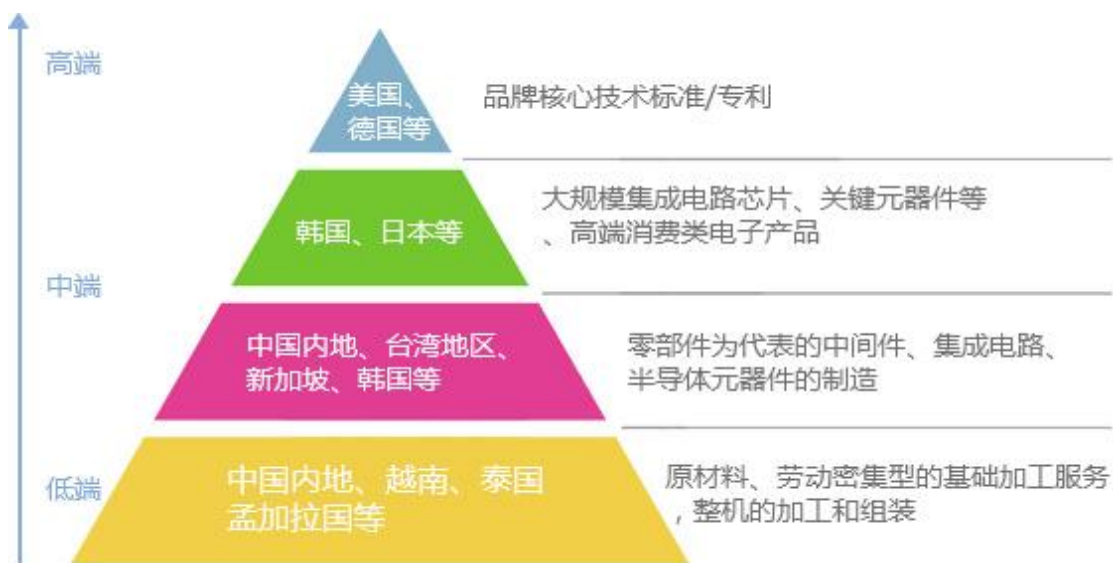 高端
美国、
德国等
品牌核心技术标准/专利
韩国、日本等
大规模集成电路芯片、关键元器件等
、高端消费类电子产品
中端
中国内地、台湾地区、
新加坡、韩国等
零部件为代表的中间件、集成电路、
半导体元器件的制造
低端
中国内地、越南、泰国
孟加拉国等
原材料、劳动密集型的基础加工服务
,整机的加工和组装